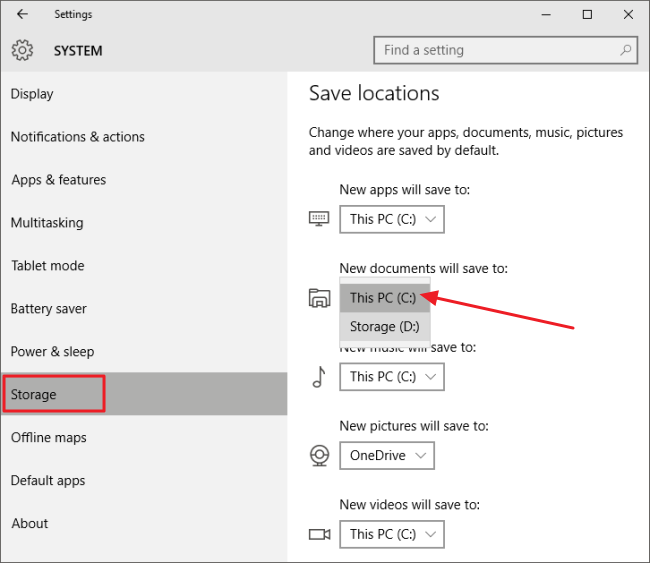 Settings
SYSTEM
Find a setting
Display
Notifications & actions
Apps & features
Multitasking
Tablet mode
Battery saver
Power & sleep
Storage
Offline maps
Default apps
About
Save locations
Change where your apps, documents, music, pictures
and videos are saved by default.
New apps will save to:
This PC (C:)
New documents will save to:
This PC (C:)
Storage (D:)
New music will save to:
This PC (C:)
New pictures will save to:
OneDrive
New videos will save to:
This PC (C:)